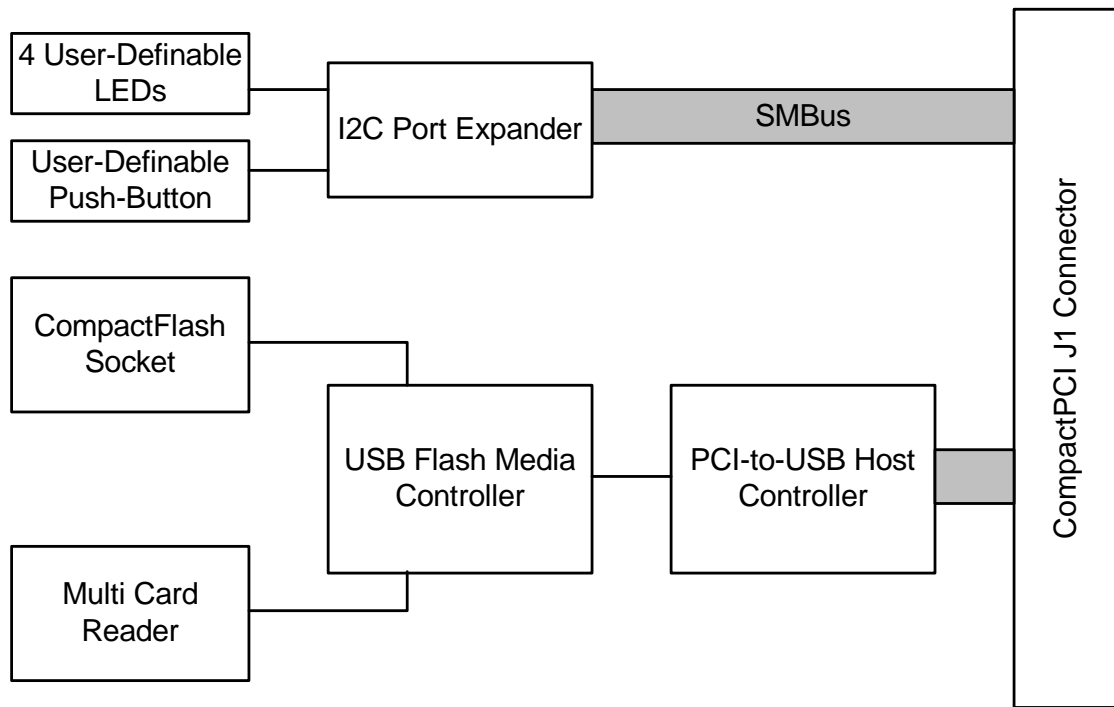 4 User-Definable
LEDs
User-Definable
Push-Button
I2C Port Expander
SMBus
CompactFlash
Socket
Multi Card
Reader
USB Flash Media
Controller
PCI-to-USB Host
Controller
CompactPCI J1 Connector